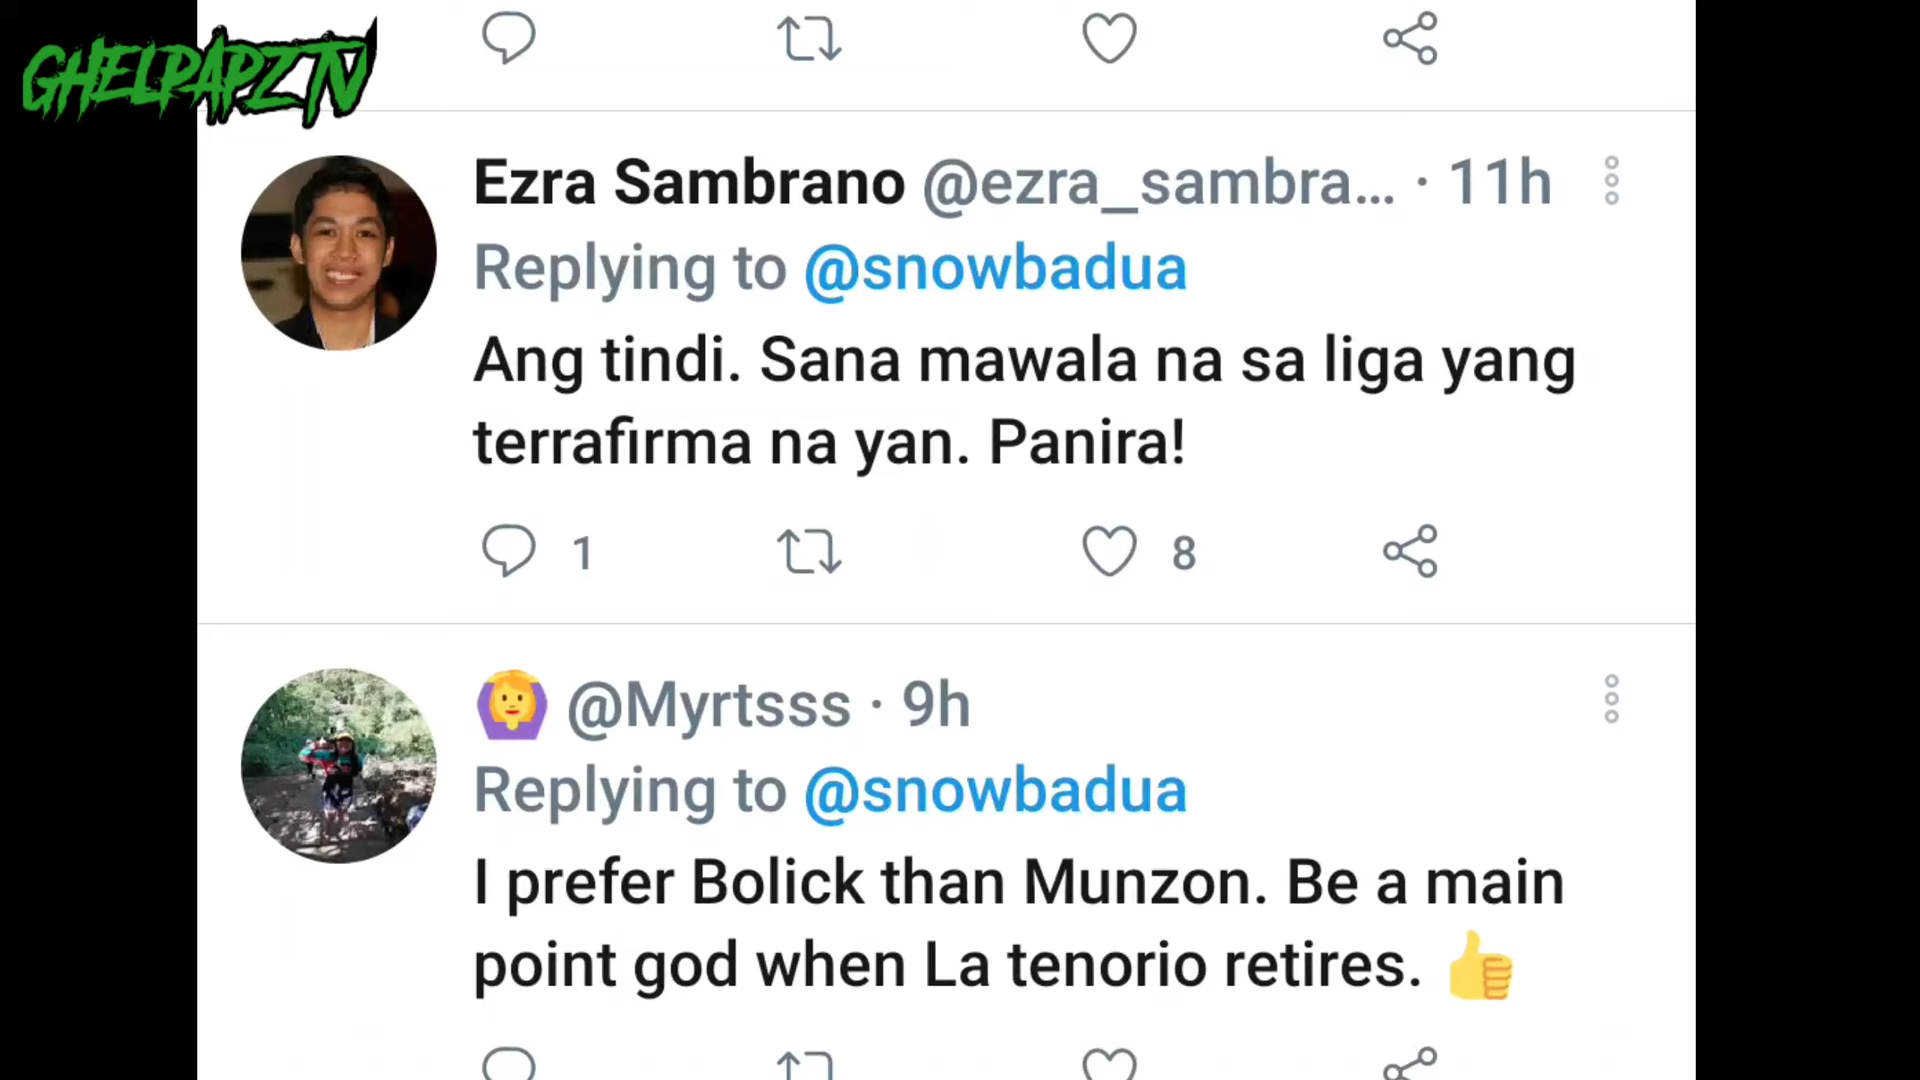 GHELPAPZ TV
Ezra Sambrano @ezra_sambra... · 11h
Replying to @snowbadua
Ang tindi. Sana mawala na sa liga yang
terrafirma na yan. Panira!
1 8
@Myrtsss · 9h
Replying to @snowbadua
I prefer Bolick than Munzon. Be a main
point god when La tenorio retires.